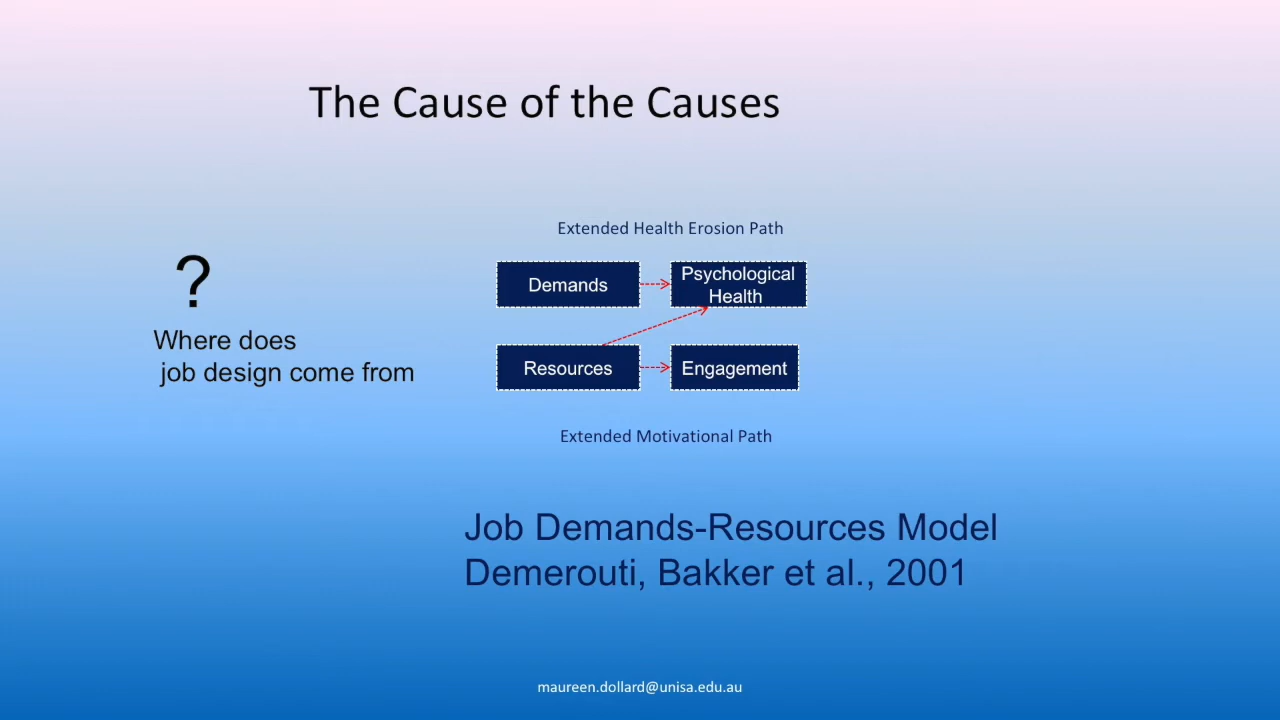 The Cause of the Causes
Extended Health Erosion Path
?
Where does
job design come from
Demands
Psychological
Health
Resources
Engagement
Extended Motivational Path
Job Demands-Resources Model
Demerouti, Bakker et al., 2001
maureen.dollard@unisa.edu.au